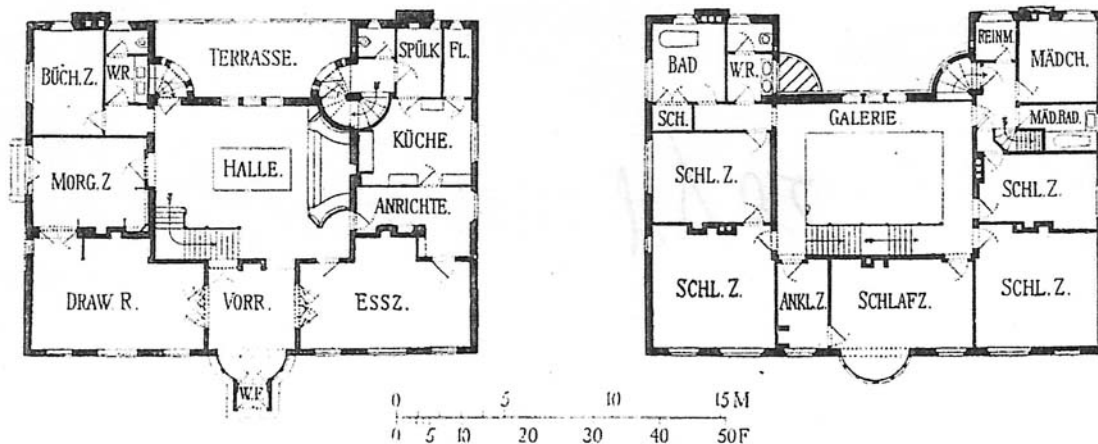 TERRASSE.
SPÜLK
FL.
BÜCH.Z.
W.R.
KÜCHE.
HALLE.
MORG.Z
ANRICHTE.
DRAW. R.
VORR.
ESSZ.
W.F.
REINM.
MÄDCH.
BAD
W.R.
SCH.
GALERIE.
MÄD.BAD.
SCHL.Z.
SCHL.Z.
SCHL.Z.
ANKL.Z.
SCHLAFZ.
SCHL.Z.
0 5 10 15 M
0 5 10 20 30 40 50 F